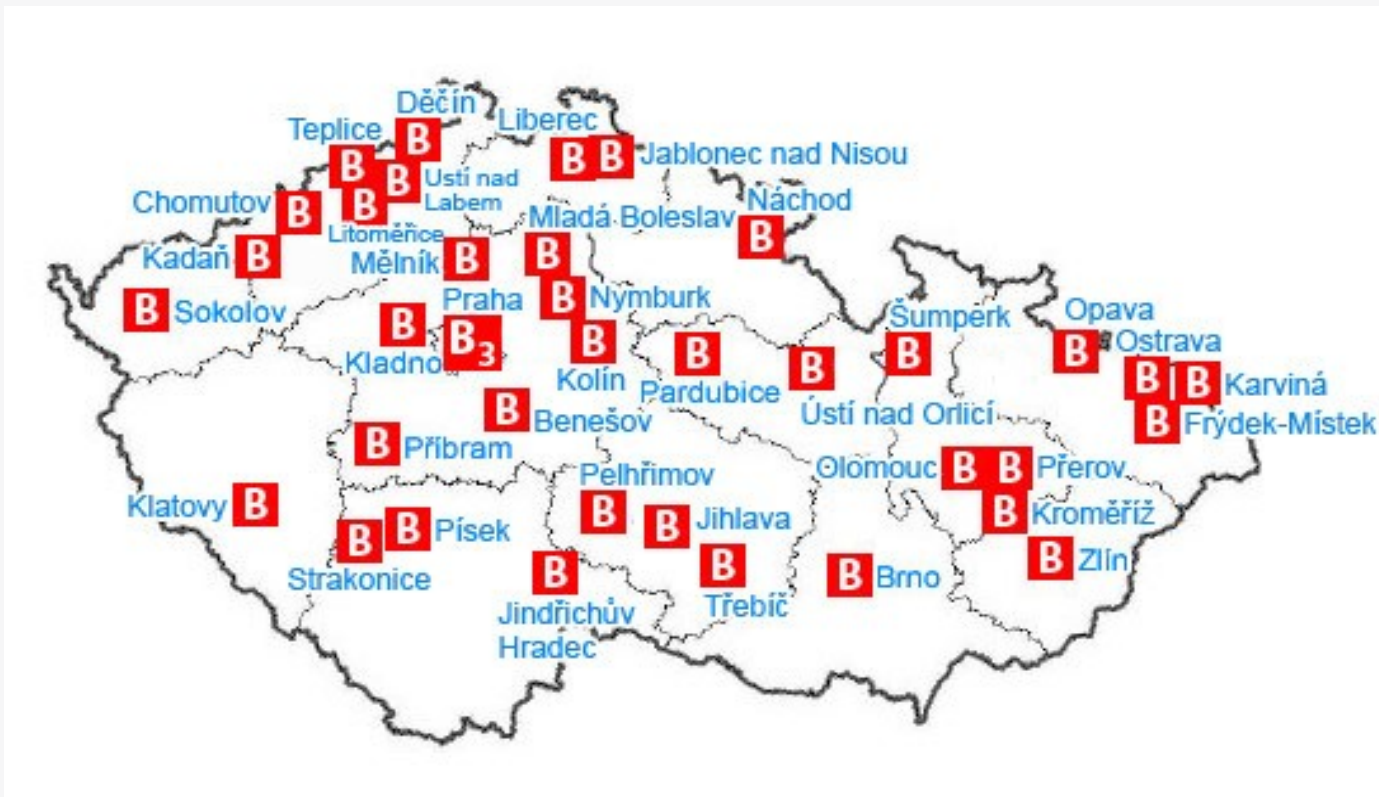 Děčín
B
Teplice
B
Liberec
B
B
Jablonec nad Nisou
B
Ustí nad
Labem
Chomutov
B
B
Litoměřice
Mladá Boleslav
B
Náchod
B
Kadaň
B
Mělník
B
Sokolov
B
Praha
B3
B
Nymburk
Kladno
B
B
Kolín
Pardubice
B
B
Ústí nad Orlicí
Šumperk
B
Opava
B
Ostrava
B
B
Karviná
B
Frýdek-Místek
B
Benešov
B
Příbram
Olomouc
B
B
Přerov
B
Kroměříž
Pelhřimov
B
Klatovy
B
B
Jihlava
B
Písek
B
Strakonice
B
Zlín
B
Jindřichův
Hradec
B
Třebíč
B
Brno